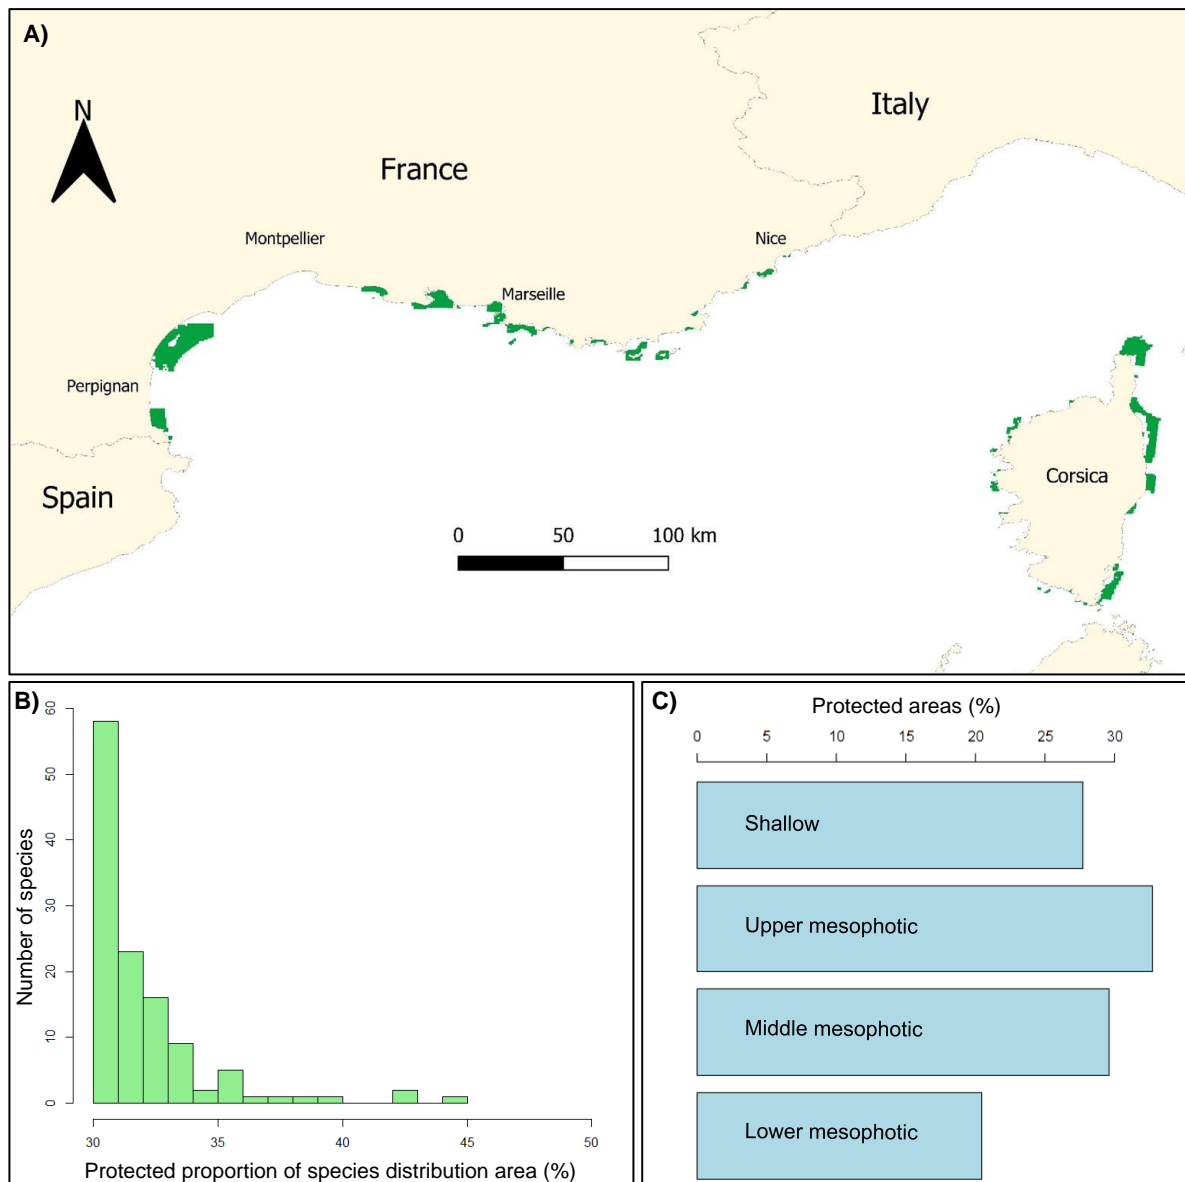 A)
N
France
Italy
Montpellier
Nice
Marseille
Perpignan
Spain
Corsica
0 50 100 km
B)
Number of species
60
50
40
30
20
10
0
30 35 40 45 50
Protected proportion of species distribution area (%)
C)
Protected areas (%)
0 5 10 15 20 25 30
Shallow
Upper mesophotic
Middle mesophotic
Lower mesophotic